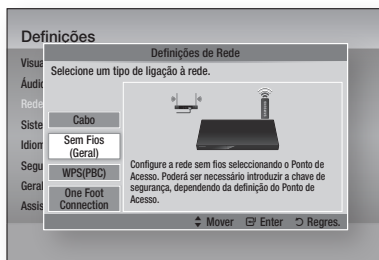 Definições
Definições de Rede
Selecione um tipo de ligação à rede.
Visua
Áudio
Rede
Siste
Idiom
Segu
Geral
Assis
Cabo
Sem Fios
(Geral)
WPS(PBC)
One Foot
Connection
Configure a rede sem fios seleccionando o Ponto de
Acesso. Poderá ser necessário introduzir a chave de
segurança, dependendo da definição do Ponto de
Acesso.
Mover Enter Regres.